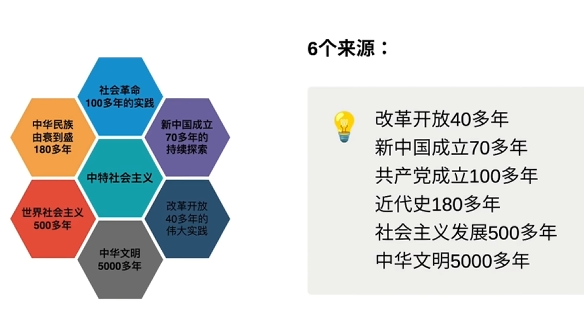 社会革命
100多年的实践
中华民族
由衰到盛
180多年
新中国成立
70多年的
持续探索
中特社会主义
世界社会主义
500多年
改革开放
40多年的
伟大实践
中华文明
5000多年
6个来源：
改革开放40多年
新中国成立70多年
共产党成立100多年
近代史180多年
社会主义发展500多年
中华文明5000多年